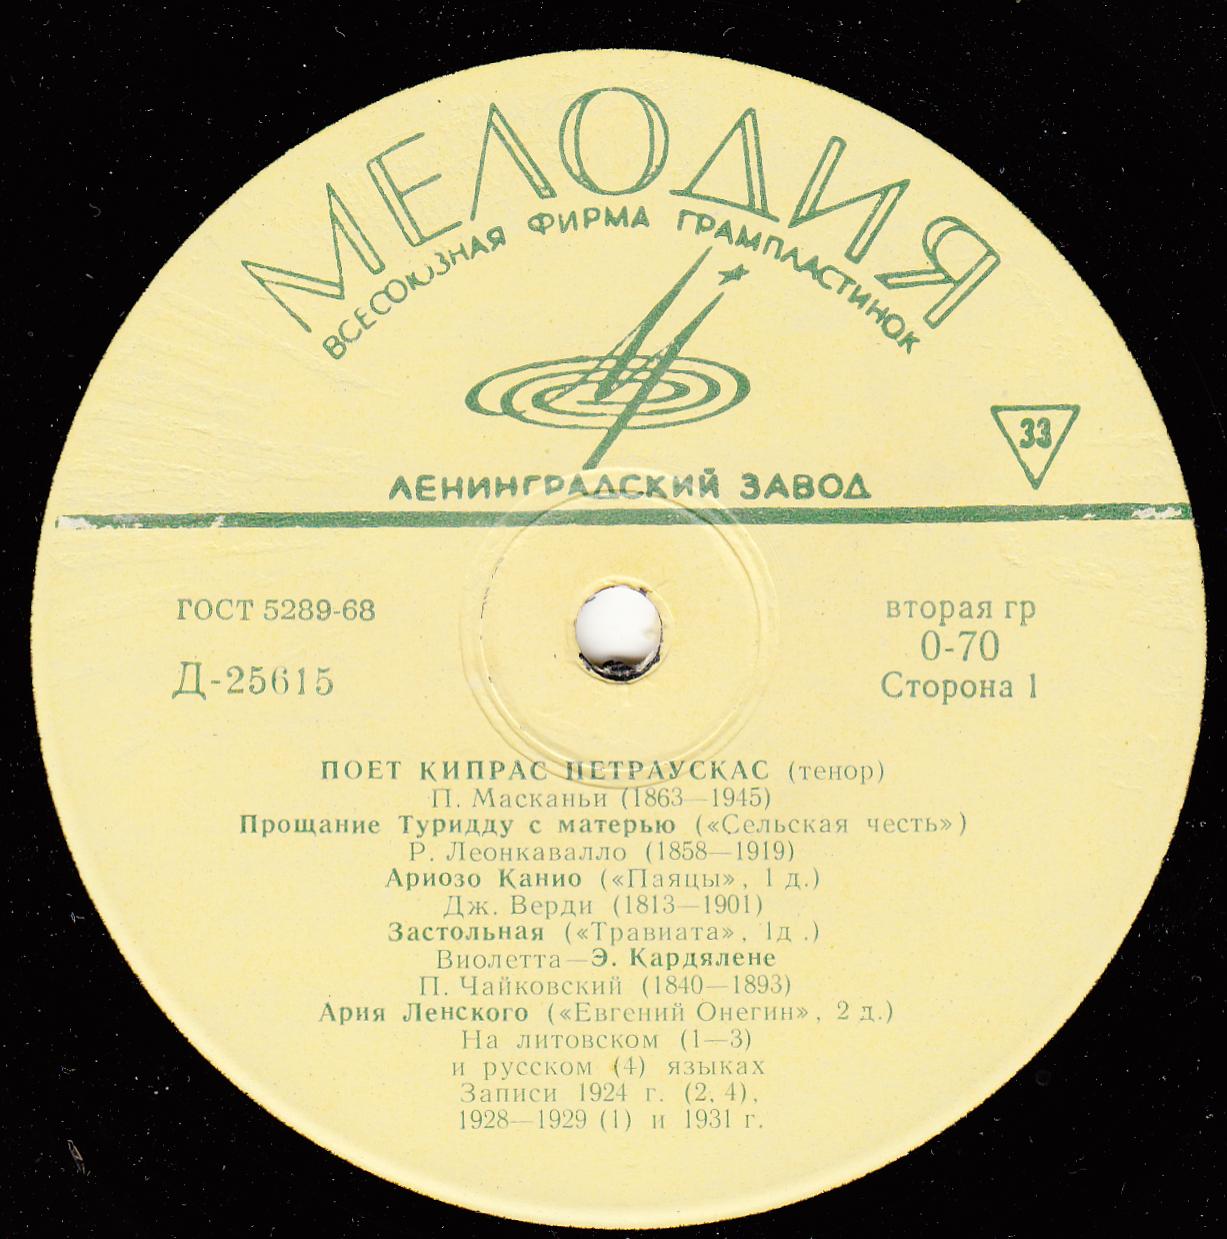 МЕЛОДИЯ
ВСЕСОЮЗНАЯ ФИРМА ГРАМПЛАСТИНОК
33
ЛЕНИНГРАДСКИЙ ЗАВОД
ГОСТ 5289-68
вторая гр
0-70
Д-25615
Сторона 1
ПОЕТ КИПРАС ПЕТРАУСКАС (тенор)
П. Масканьи (1863—1945)
Прощание Туридду с матерью («Сельская честь»)
Р. Леонкавалло (1858—1919)
Ариозо Канио («Паяцы», 1 д.)
Дж. Верди (1813—1901)
Застольная («Травиата», 1д .)
Виолетта—Э. Кардялене
П. Чайковский (1840—1893)
Ария Ленского («Евгений Онегин», 2 д.)
На литовском (1—3)
и русском (4) языках
Записи 1924 г. (2, 4),
1928—1929 (1) и 1931 г.